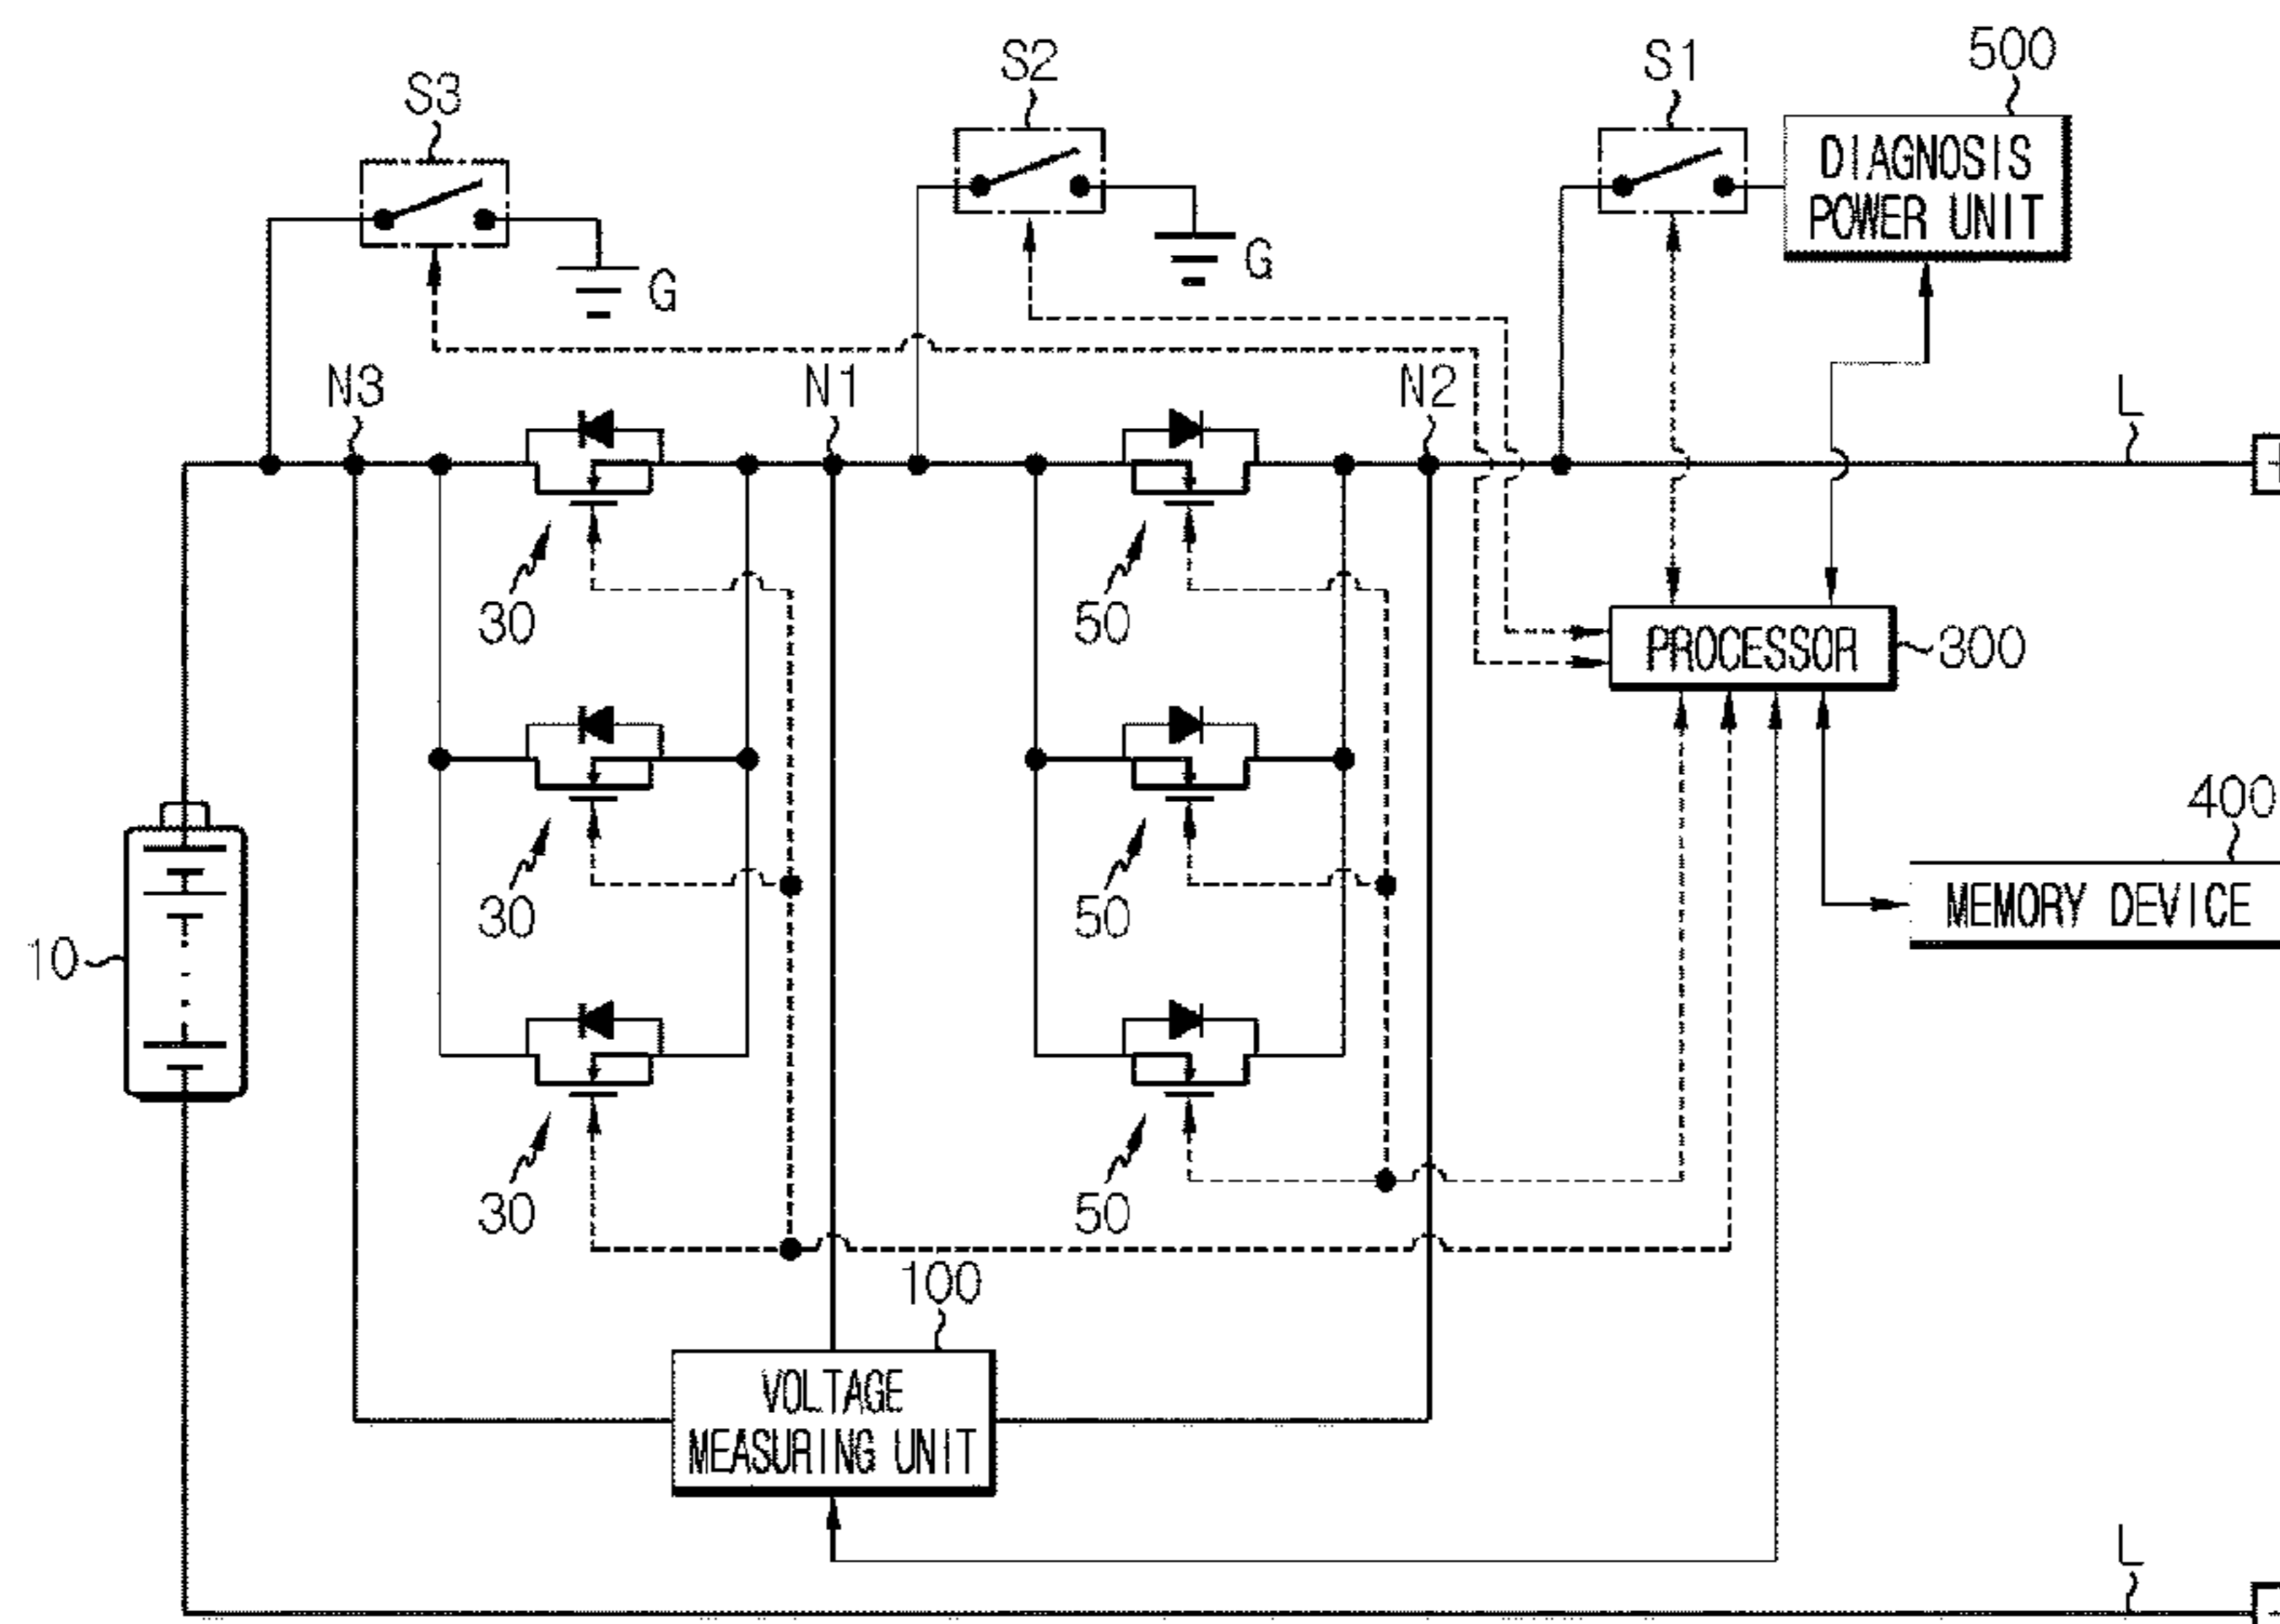 S3
S2
S1
500
DIAGNOSIS
POWER UNIT
G
G
N3
N1
N2
L
30
50
PROCESSOR
300
30
50
400
MEMORY DEVICE
10
30
50
100
VOLTAGE
MEASURING UNIT
L